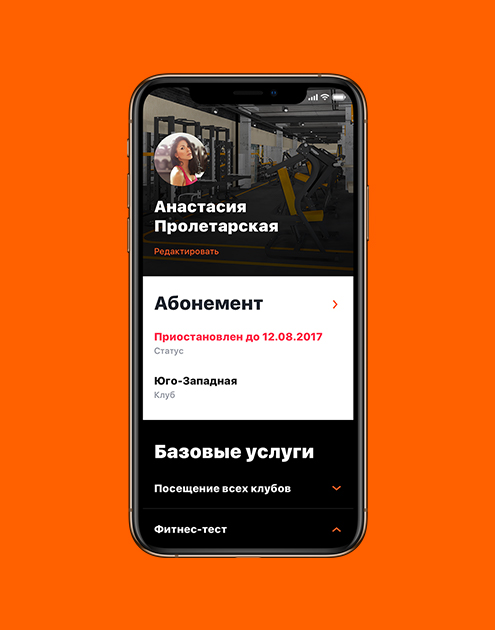 Анастасия
Пролетарская
Редактировать
Абонемент
Приостановлен до 12.08.2017
Статус
Юго-Западная
Клуб
Базовые услуги
Посещение всех клубов
Фитнес-тест